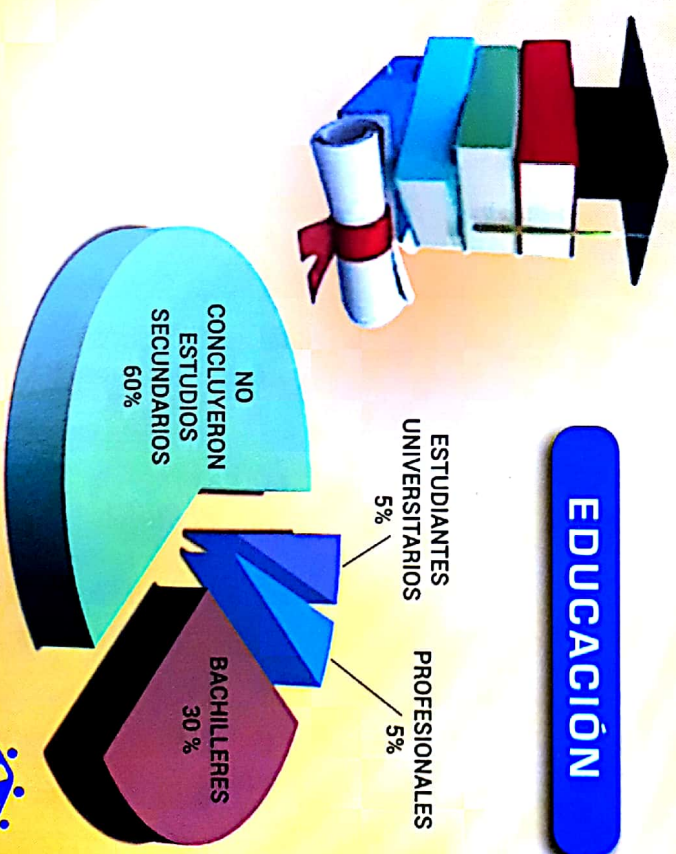 EDUCACIÓN
ESTUDIANTES
UNIVERSITARIOS
5%
PROFESIONALES
5%
NO
CONCLUYERON
ESTUDIOS
SECUNDARIOS
60%
BACHILLERES
30 %